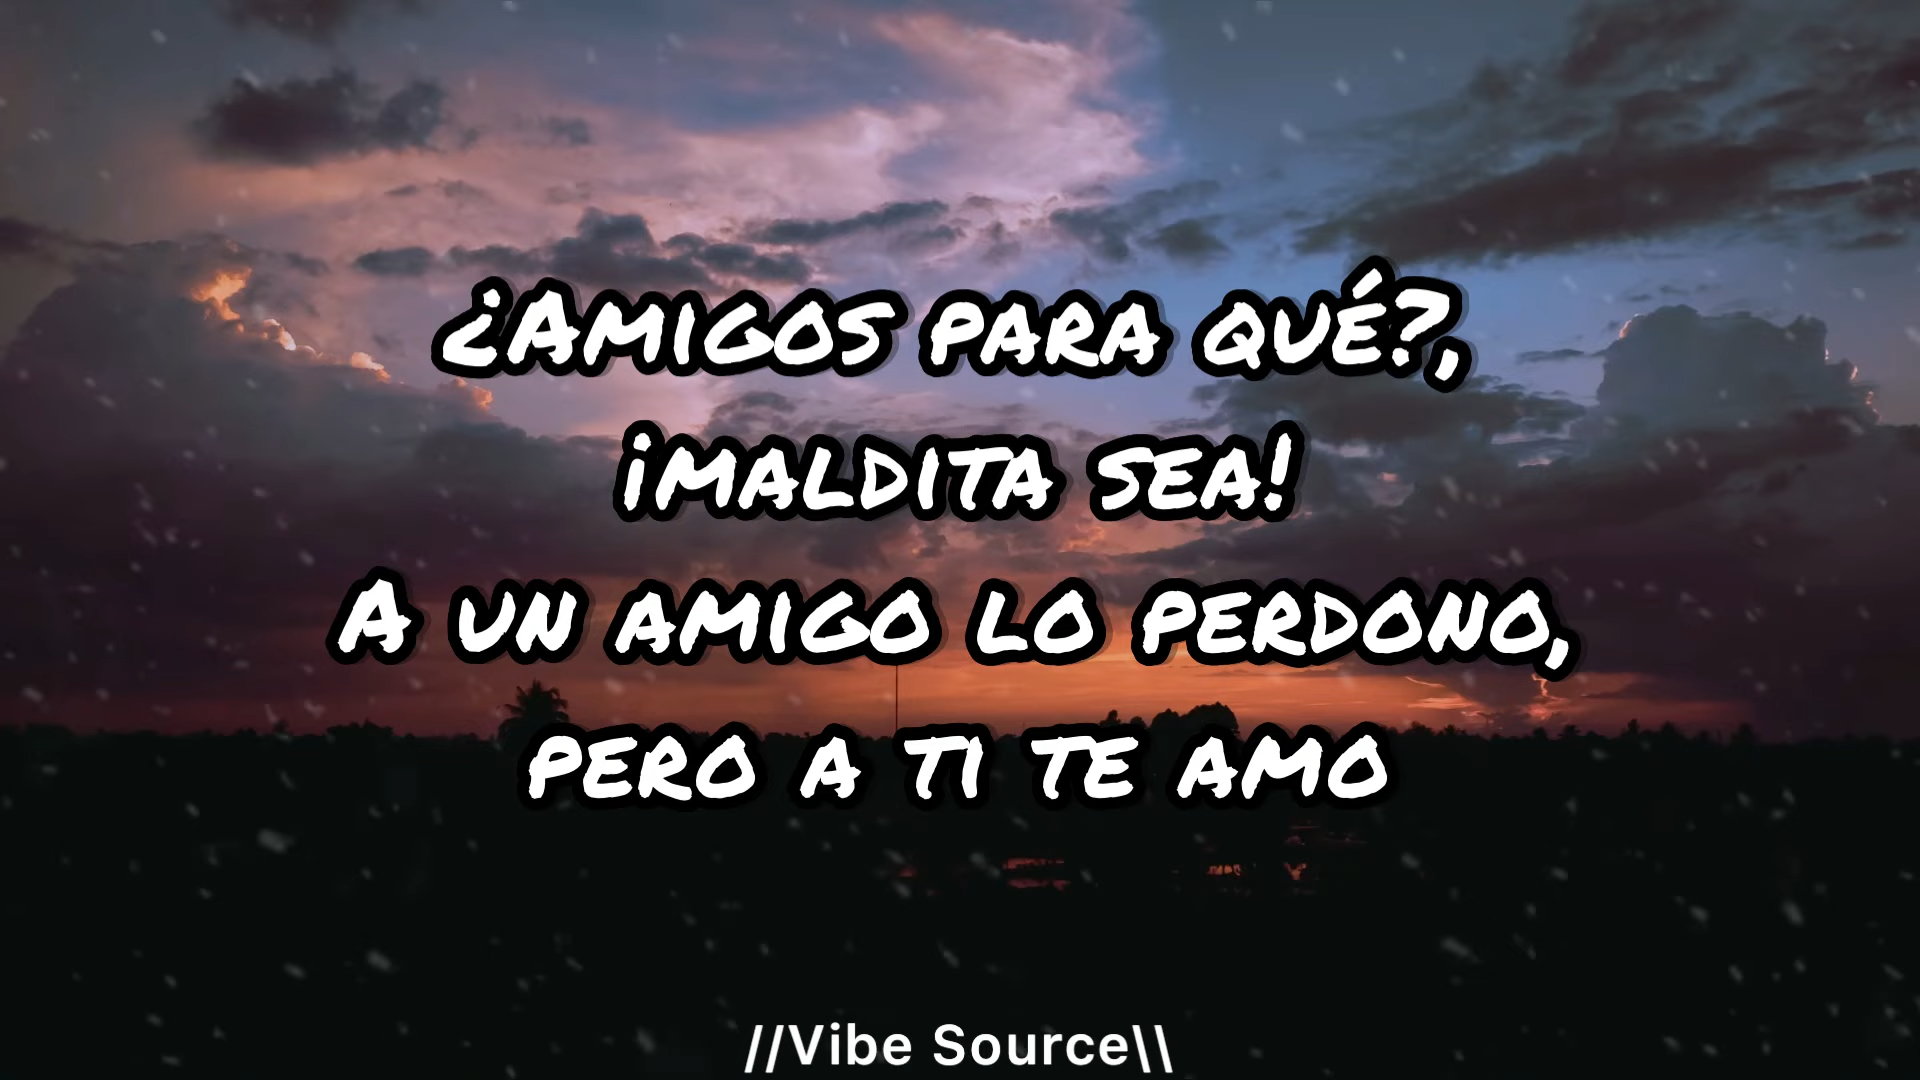 ¿Amigos para qué?,
¡maldita sea!
A un amigo lo perdono,
pero a ti te amo
//Vibe Source\\